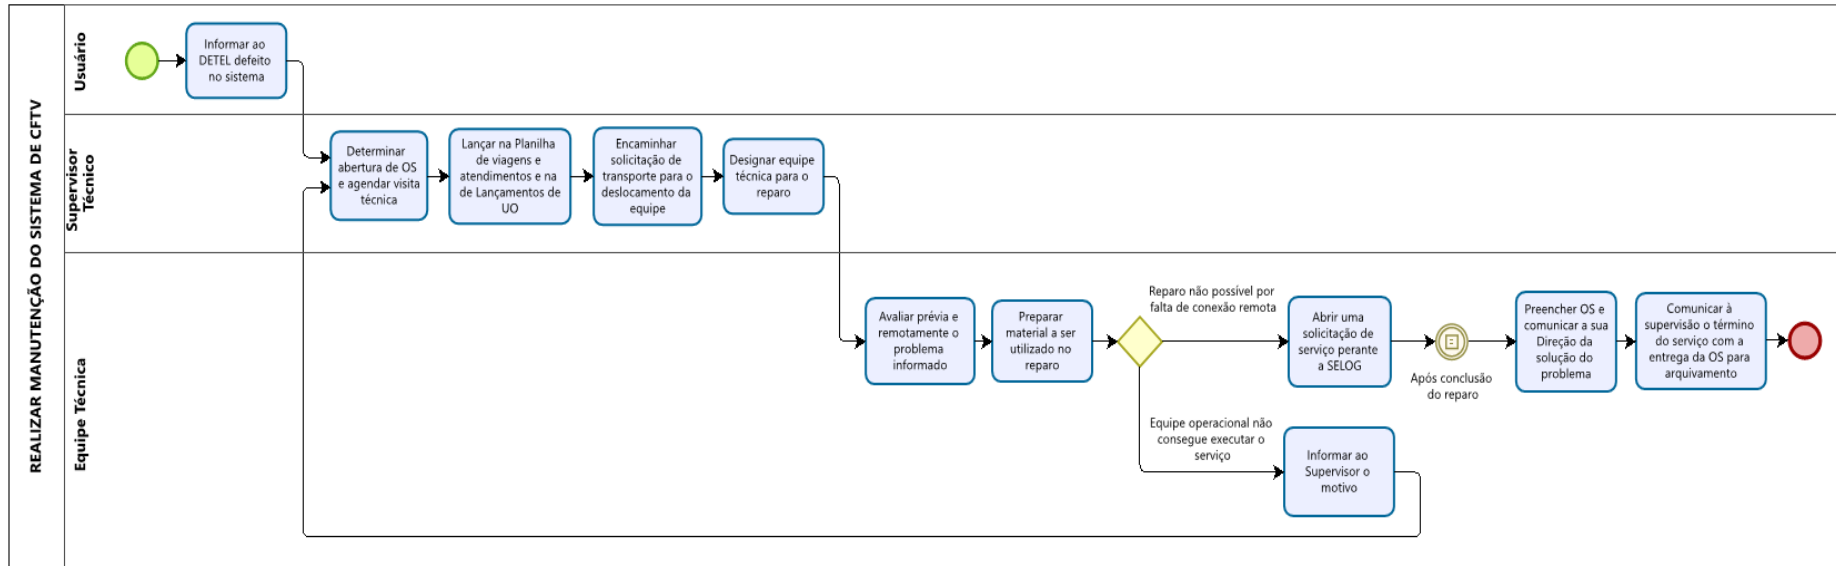 REALIZAR MANUTENÇÃO DO SISTEMA DE CFTV
Usuário
Informar ao
DETEL defeito
no sistema
Supervisor
Técnico
Determinar
abertura de OS
e agendar visita
técnica
Lançar na Planilha
de viagens e
atendimentos e na
de Lançamentos de
UO
Encaminhar
solicitação de
transporte para o
deslocamento da
equipe
Designar equipe
técnica para o
reparo
Equipe Técnica
Avaliar prévia e
remotamente o
problema
informado
Preparar
material a ser
utilizado no
reparo
Reparo não possível por
falta de conexão remota
Abrir uma
solicitação de
serviço perante
a SELOG
Após conclusão
do reparo
Preencher OS e
comunicar a sua
Direção da
solução do
problema
Comunicar à
supervisão o término
do serviço com a
entrega da OS para
arquivamento
Equipe operacional não
consegue executar o
serviço
Informar ao
Supervisor o
motivo